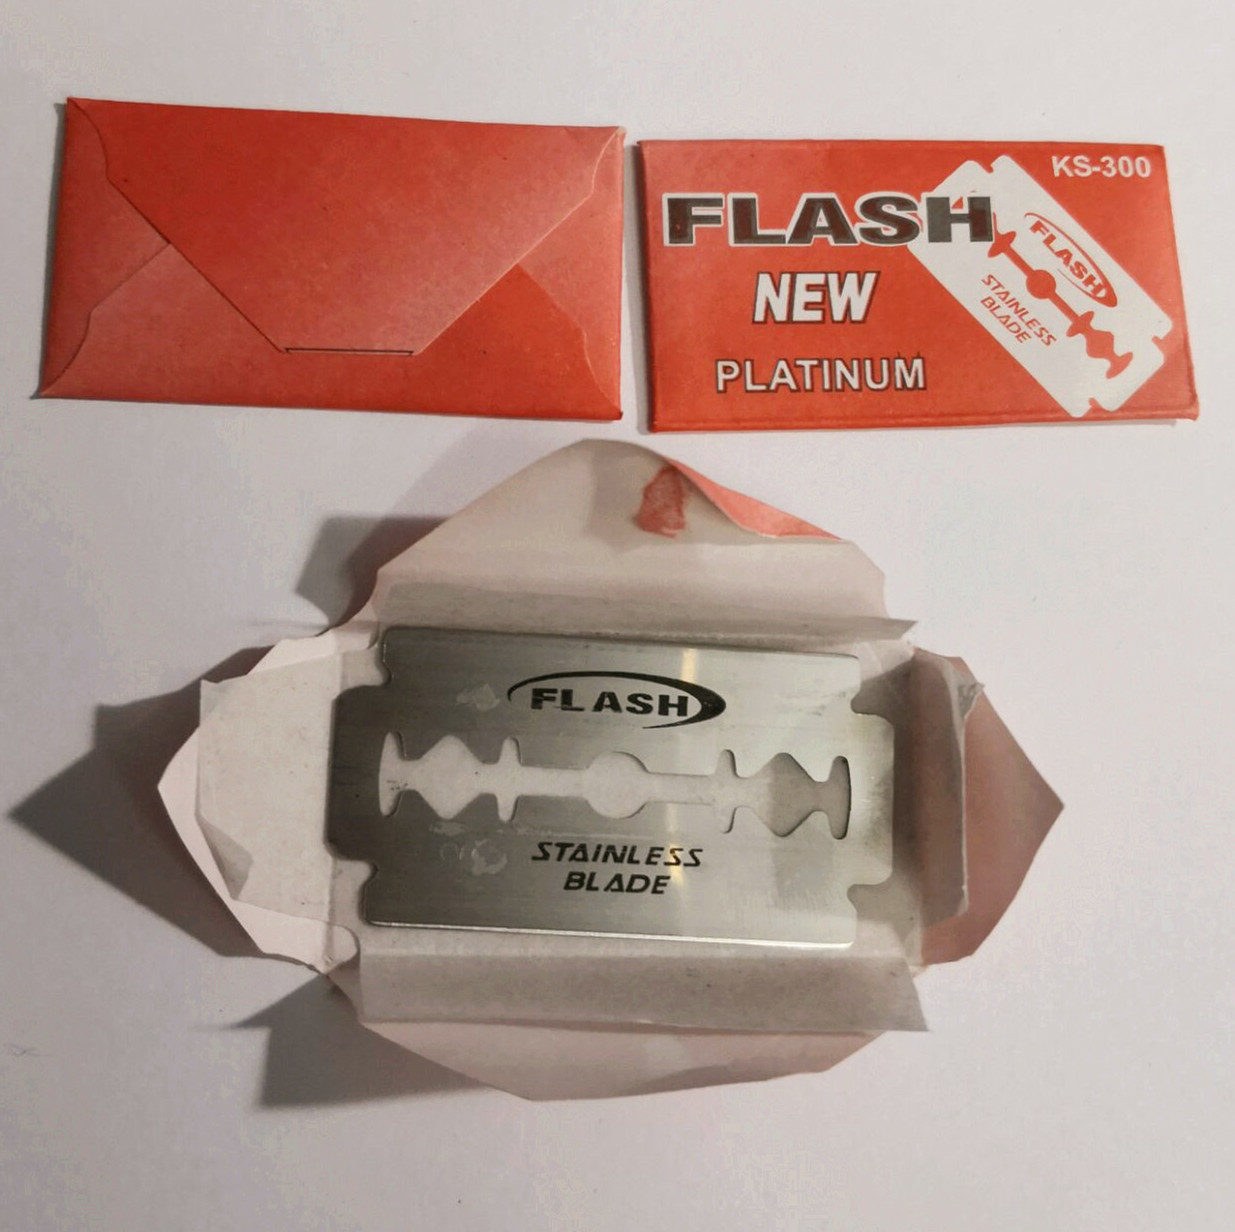 KS-300
FLASH
NEW
PLATINUM
FLASH
STAINLESS
BLADE
FLASH
STAINLESS
BLADE